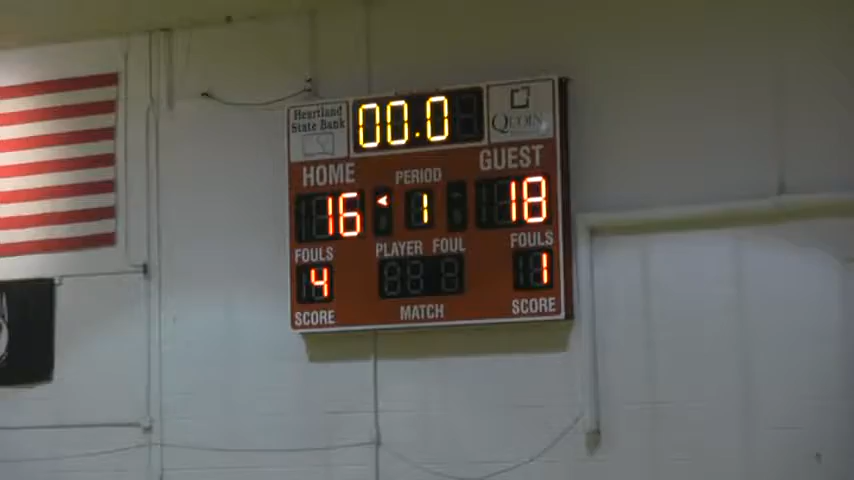 Heartland
State Bank
00.0
QUOIN
HOME
PERIOD
GUEST
16
1
18
FOULS
PLAYER FOUL
FOULS
4
1
SCORE
MATCH
SCORE